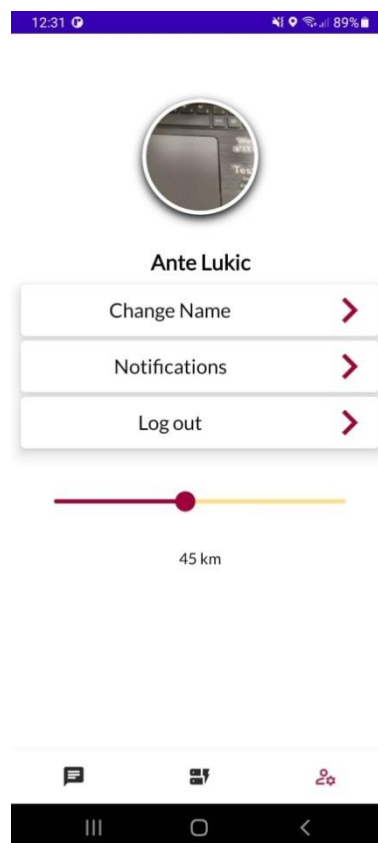 12:31
89%
Ante Lukic
Change Name
Notifications
Log out
45 km